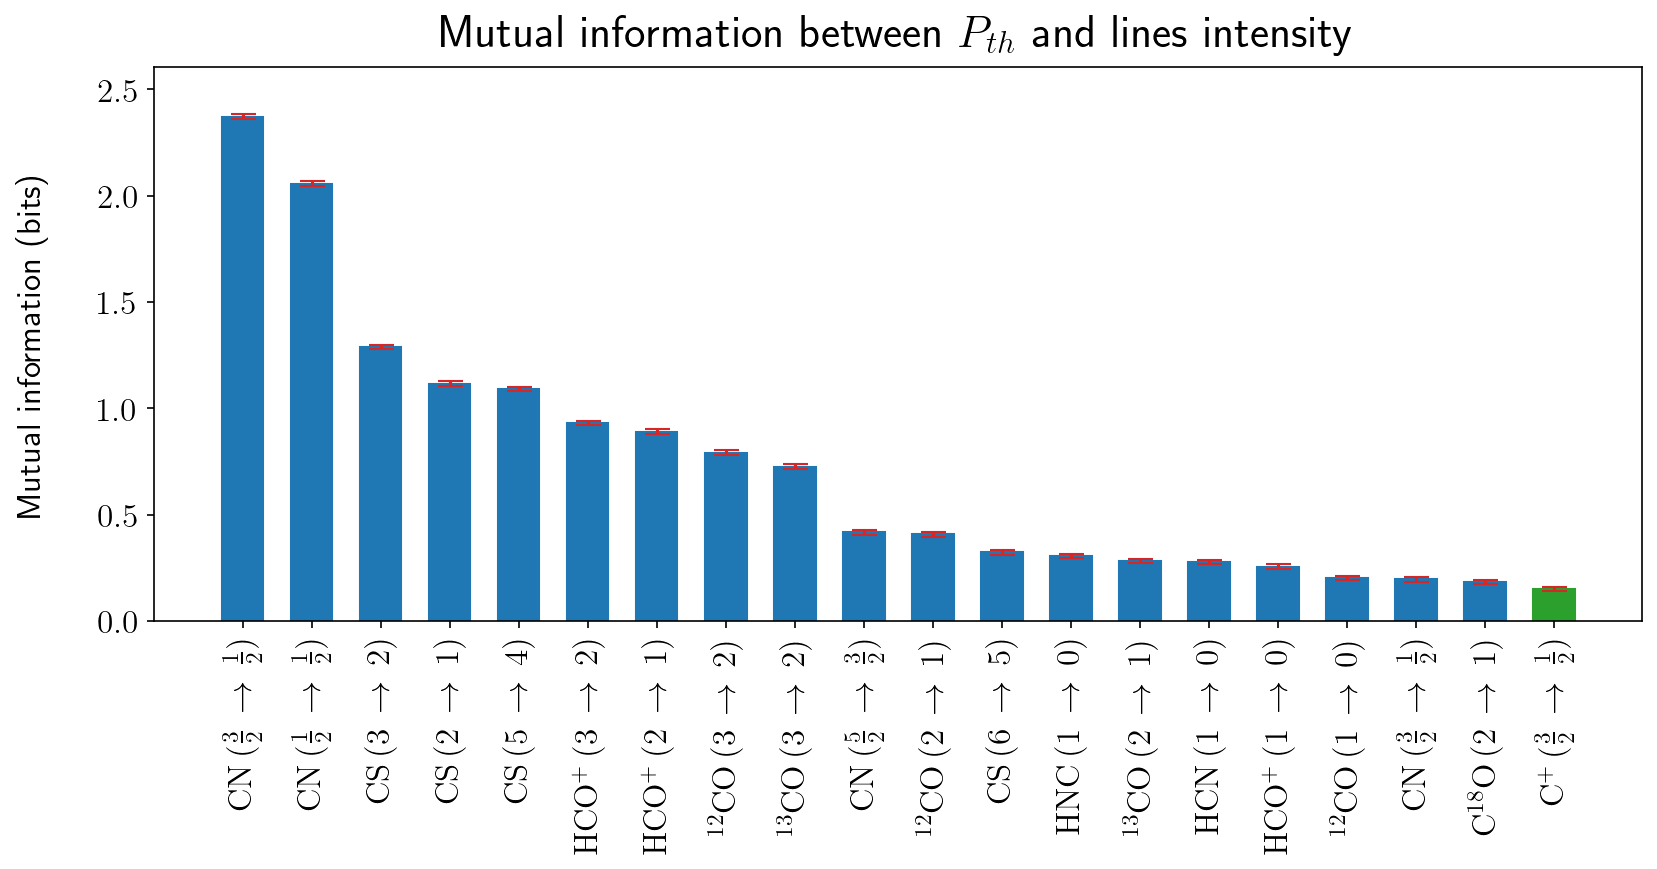 Mutual information between P_th and lines intensity
Mutual information (bits)
2.5
2.0
1.5
1.0
0.5
0.0
CN (3/2 → 1/2)
CN (1/2 → 1/2)
CS (3 → 2)
CS (2 → 1)
CS (5 → 4)
HCO⁺ (3 → 2)
HCO⁺ (2 → 1)
¹²CO (3 → 2)
¹³CO (3 → 2)
CN (5/2 → 3/2)
¹²CO (2 → 1)
CS (6 → 5)
HNC (1 → 0)
¹³CO (2 → 1)
HCN (1 → 0)
HCO⁺ (1 → 0)
¹²CO (1 → 0)
CN (3/2 → 1/2)
C¹⁸O (2 → 1)
C⁺ (3/2 → 1/2)